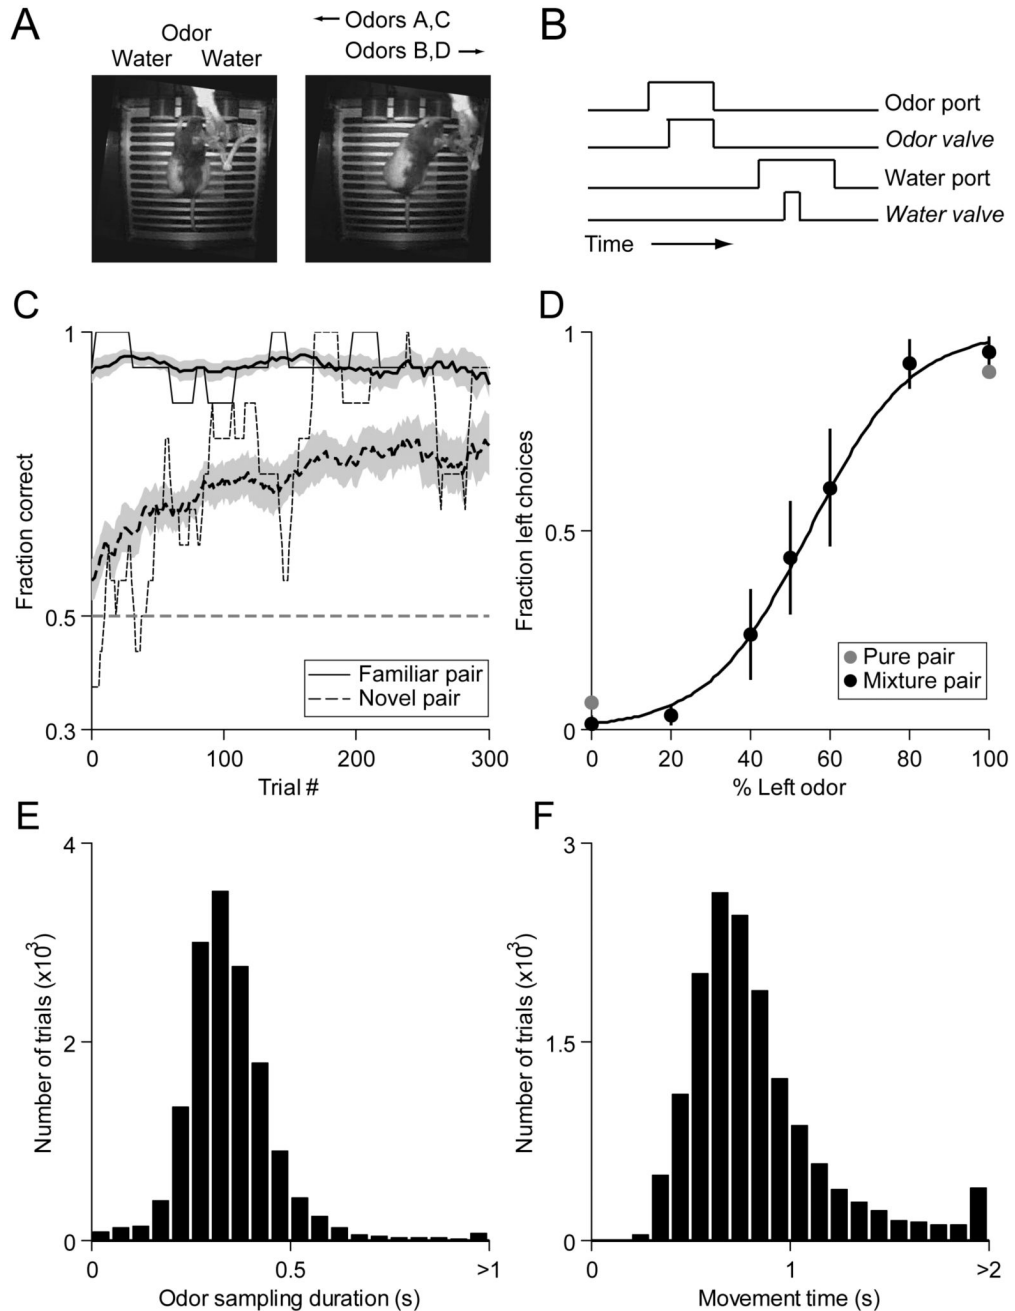 A
Odor
Water Water
Odors A,C
Odors B,D
B
Odor port
Odor valve
Water port
Water valve
Time
C
1
0.5
0.3
Fraction correct
Familiar pair
Novel pair
0 100 200 300
Trial #
D
1
0.5
0
Fraction left choices
Pure pair
Mixture pair
0 20 40 60 80 100
% Left odor
E
4
2
0
Number of trials (x10³)
0 0.5 >1
Odor sampling duration (s)
F
3
1.5
0
Number of trials (x10³)
0 1 >2
Movement time (s)